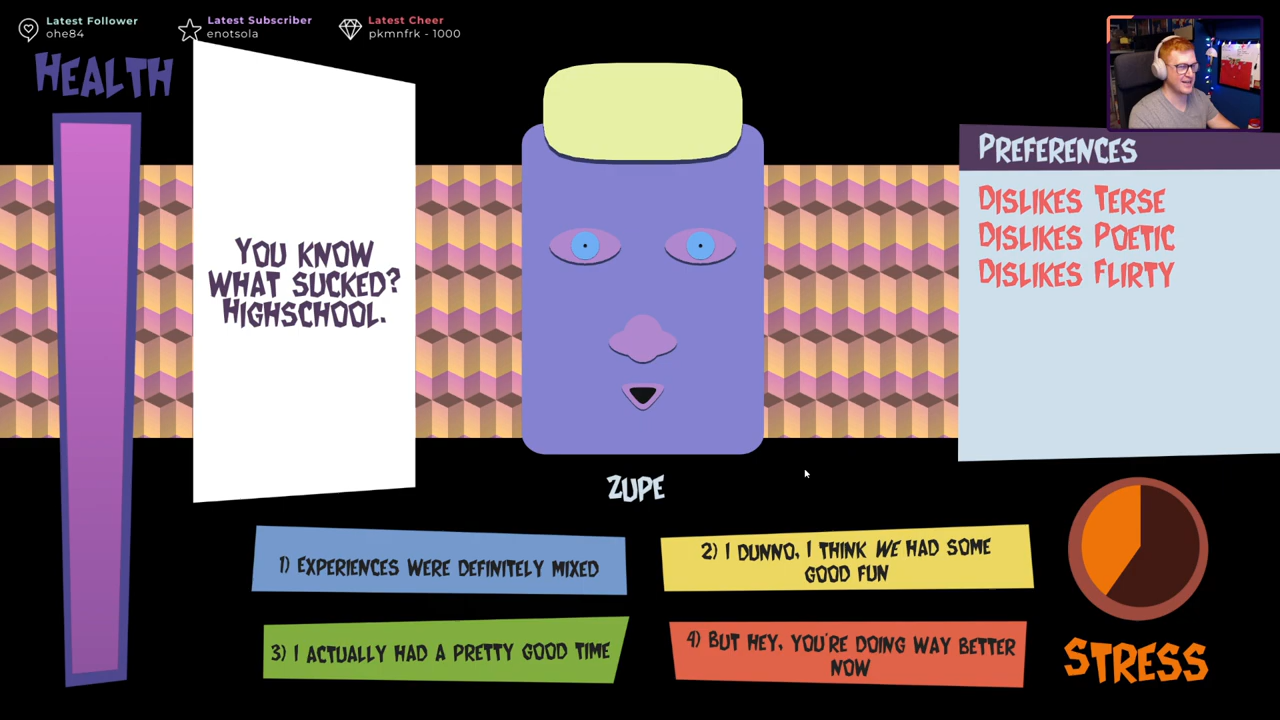 Latest Follower
ohe84
Latest Subscriber
enotsola
Latest Cheer
pkmnfrk - 1000
HEALTH
YOU KNOW
WHAT SUCKED?
HIGHSCHOOL.
ZUPE
PREFERENCES
DISLIKES TERSE
DISLIKES POETIC
DISLIKES FLIRTY
1) EXPERIENCES WERE DEFINITELY MIXED
2) I DUNNO, I THINK WE HAD SOME
GOOD FUN
3) I ACTUALLY HAD A PRETTY GOOD TIME
4) BUT HEY, YOU'RE DOING WAY BETTER
NOW
STRESS